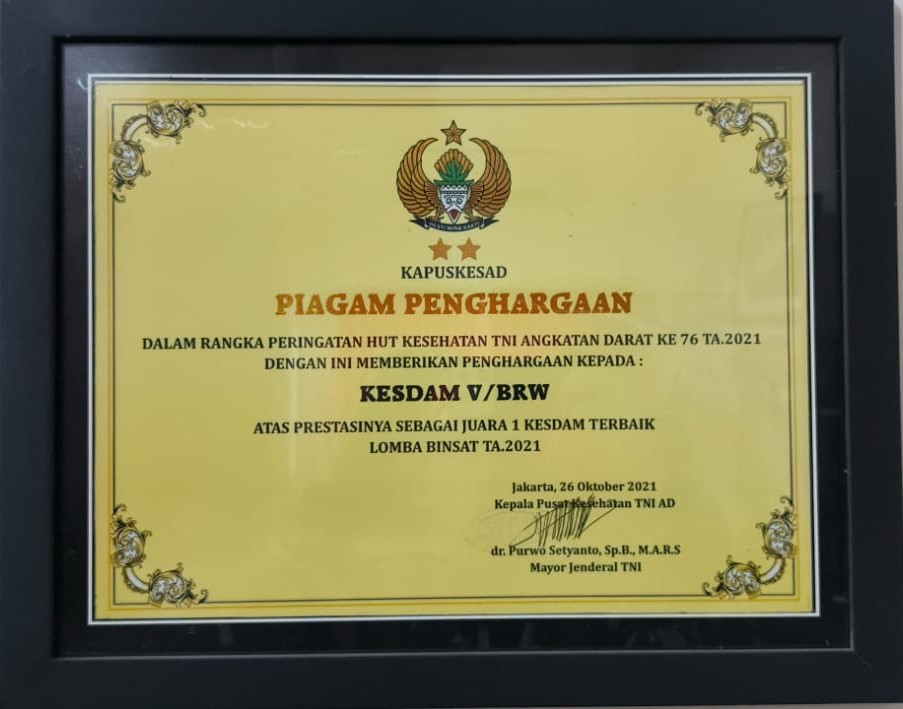 KAPUSKESAD
PIAGAM PENGHARGAAN
DALAM RANGKA PERINGATAN HUT KESEHATAN TNI ANGKATAN DARAT KE 76 TA.2021
DENGAN INI MEMBERIKAN PENGHARGAAN KEPADA :
KESDAM V/BRW
ATAS PRESTASINYA SEBAGAI JUARA 1 KESDAM TERBAIK
LOMBA BINSAT TA.2021
Jakarta, 26 Oktober 2021
Kepala Pusat Kesehatan TNI AD
dr. Purwo Setyanto, Sp.B., M.A.R.S
Mayor Jenderal TNI